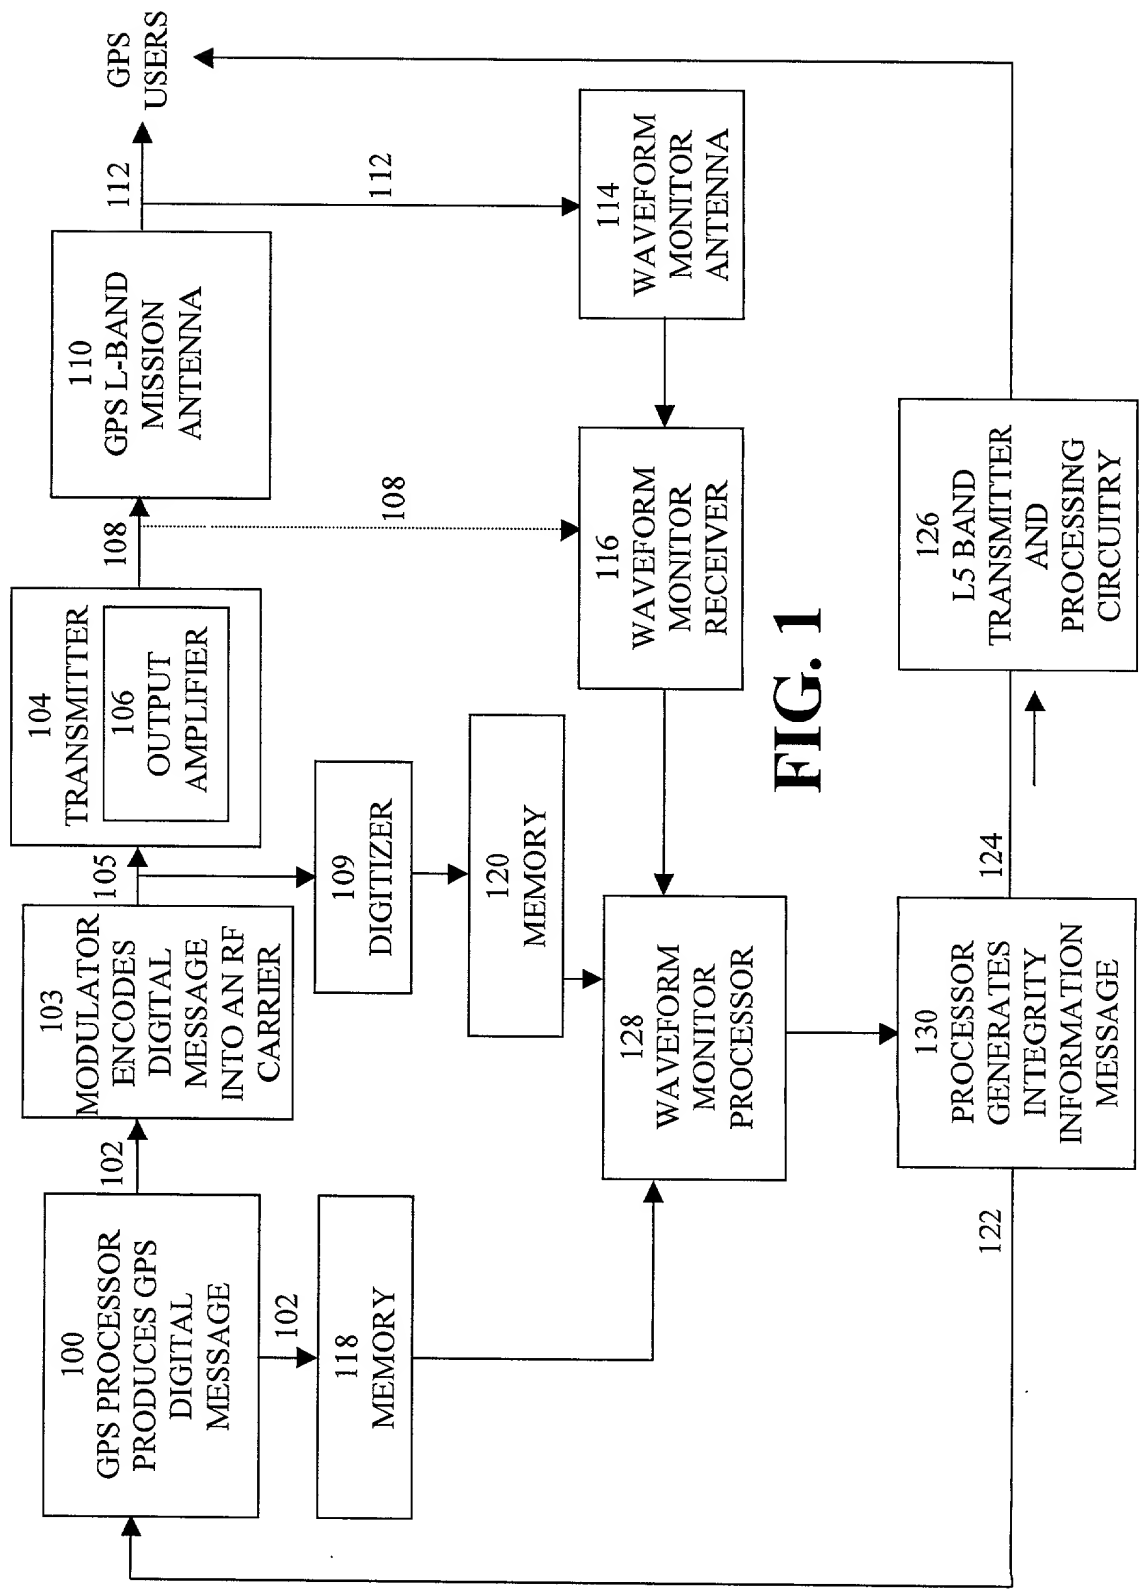 100
GPS PROCESSOR
PRODUCES GPS
DIGITAL
MESSAGE
102
103
MODULATOR
ENCODES
DIGITAL
MESSAGE
INTO AN RF
CARRIER
105
104
TRANSMITTER
106
OUTPUT
AMPLIFIER
108
110
GPS L-BAND
MISSION
ANTENNA
112
GPS
USERS
102
118
MEMORY
109
DIGITIZER
120
MEMORY
108
112
128
WAVEFORM
MONITOR
PROCESSOR
116
WAVEFORM
MONITOR
RECEIVER
114
WAVEFORM
MONITOR
ANTENNA
FIG. 1
122
130
PROCESSOR
GENERATES
INTEGRITY
INFORMATION
MESSAGE
124
126
L5 BAND
TRANSMITTER
AND
PROCESSING
CIRCUITRY